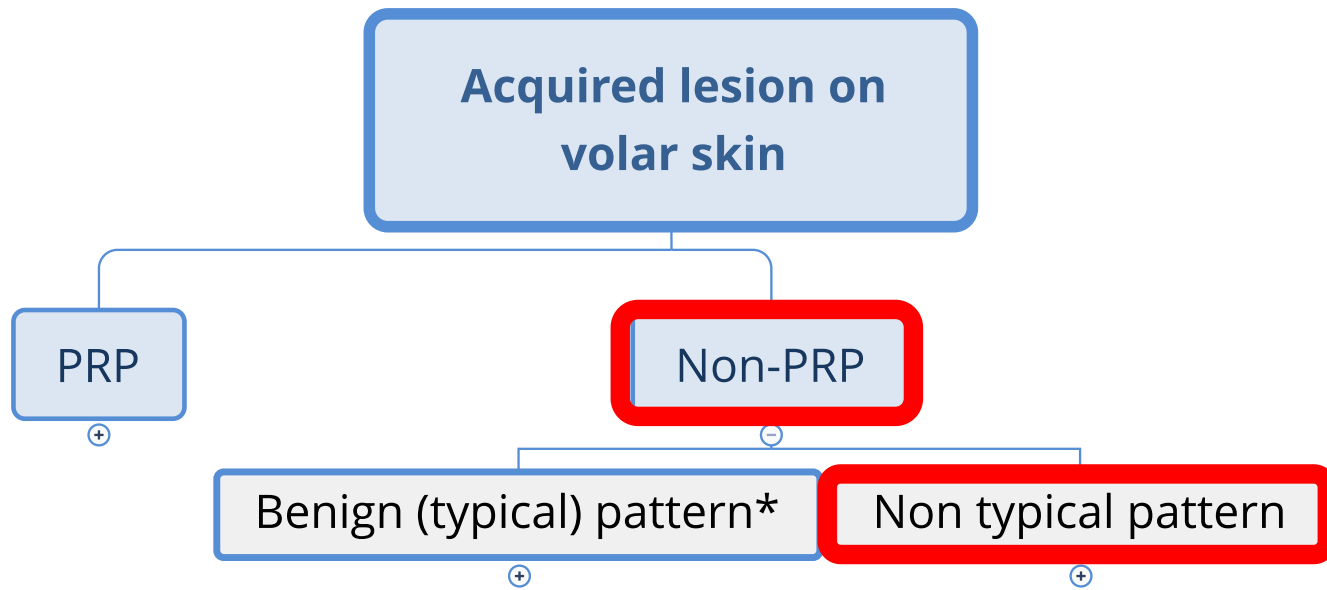 Acquired lesion on
volar skin
PRP
Non-PRP
Benign (typical) pattern*
Non typical pattern